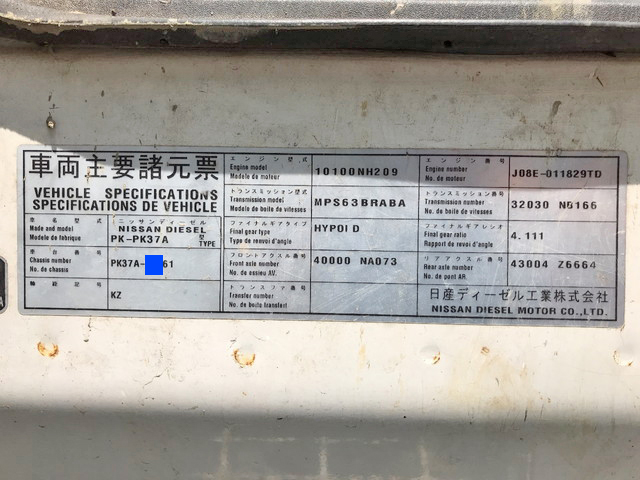 車両主要諸元票
VEHICLE SPECIFICATIONS
SPECIFICATIONS DE VEHICLE
車名型式
Made and model
Modele de fabrique
ニッサンディーゼル
NISSAN DIESEL
PK-PK37A
型
TYPE
車台番号
Chassis number
No. de chassis
PK37A- 61
KZ
エンジン型式
Engine model
Modele de moteur
10100NH209
エンジン番号
Engine number
No. de moteur
J08E-011829TD
トランスミッション型式
Transmission model
Modele de boite de vitesses
MPS63BRABA
トランスミッション番号
Transmission number
No. de boite de vitesses
32030 N0166
ファイナルギアタイプ
Final gear type
Type de renvoi d'angle
HYPOID
ファイナルギアレシオ
Final gear ratio
Rapport de renvoi d'angle
4.111
フロントアクスル番号
Front axle number
No. de essieu AV.
40000 NA073
リアアクスル番号
Rear axle number
No. de pont AR.
43004 Z6664
トランスファ番号
Transfer number
No. de boite transfert
日産ディーゼル工業株式会社
NISSAN DIESEL MOTOR CO.,LTD.